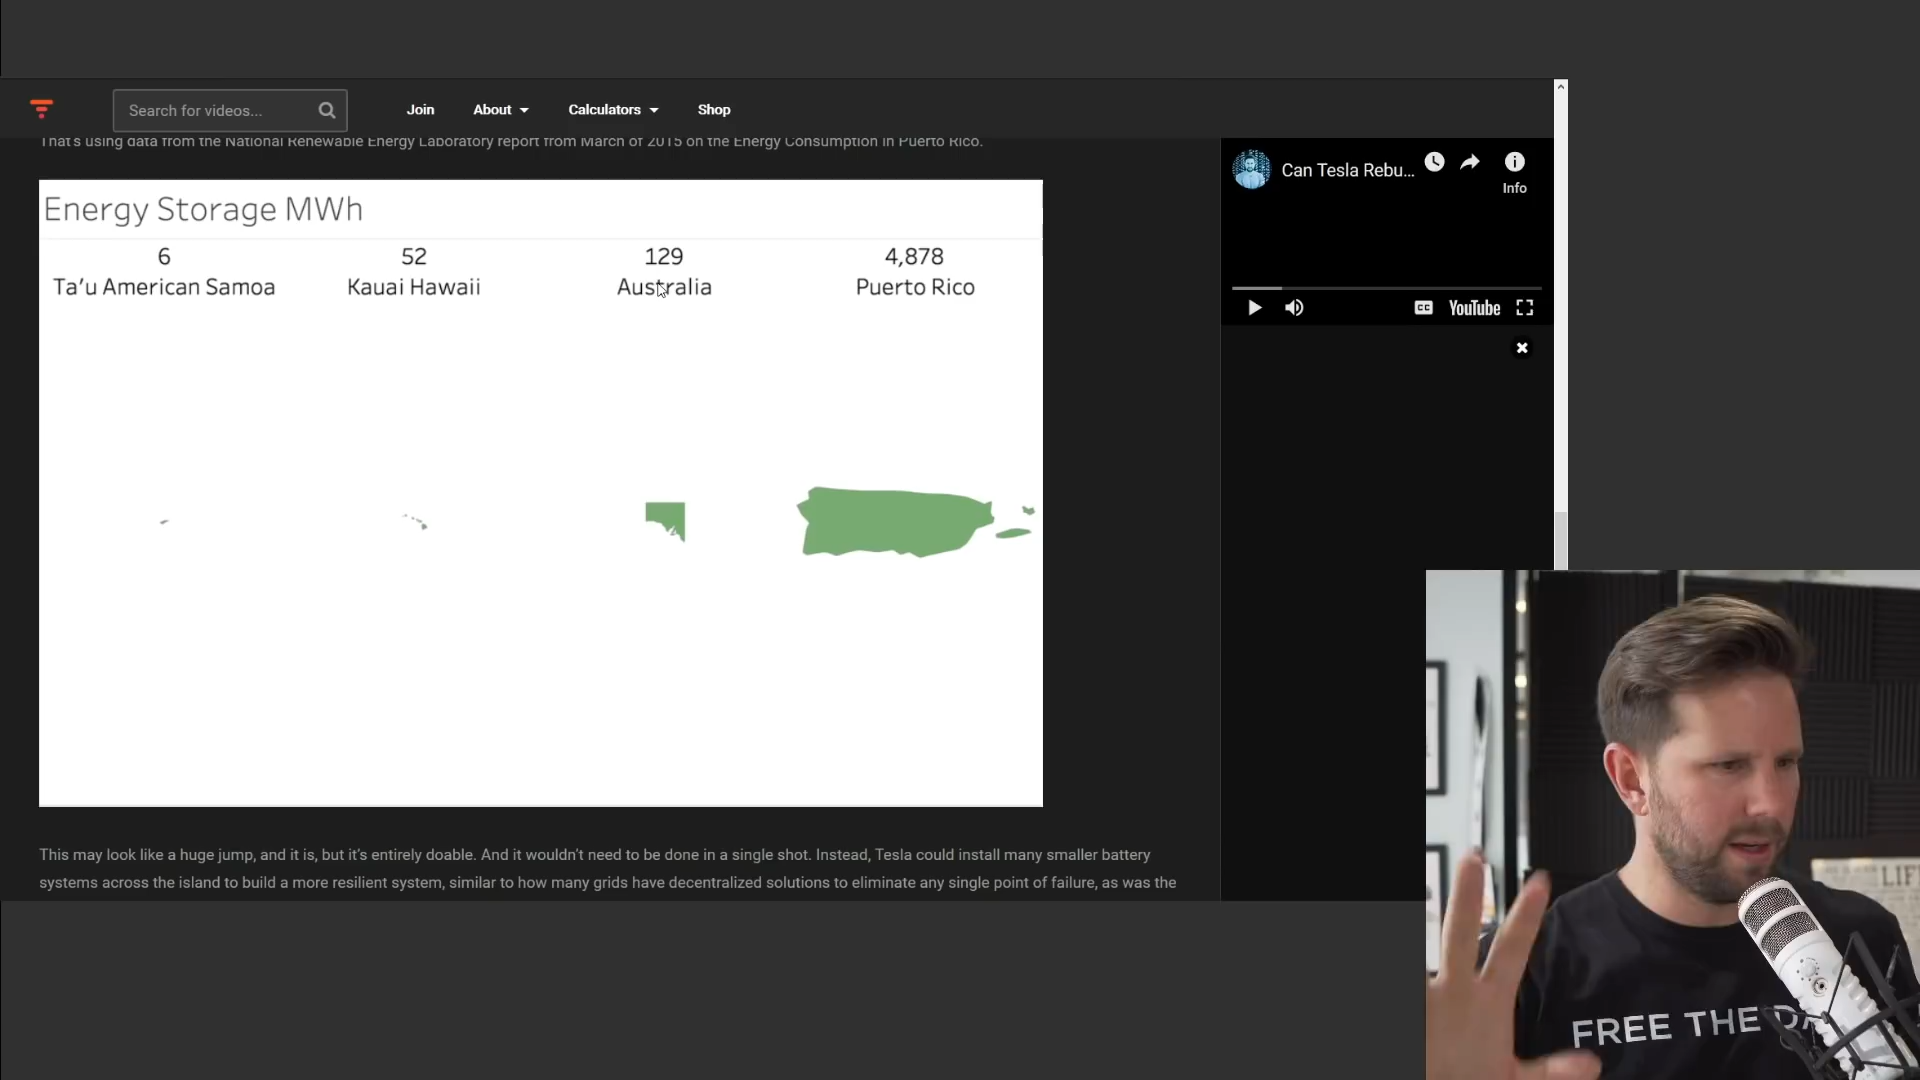 Search for videos...
Join
About
Calculators
Shop
That's using data from the National Renewable Energy Laboratory report from March of 2015 on the Energy Consumption in Puerto Rico.
Can Tesla Rebu...
Info
Energy Storage MWh
6
52
129
4,878
Ta'u American Samoa
Kauai Hawaii
Australia
Puerto Rico
CC
YouTube
This may look like a huge jump, and it is, but it's entirely doable. And it wouldn't need to be done in a single shot. Instead, Tesla could install many smaller battery
systems across the island to build a more resilient system, similar to how many grids have decentralized solutions to eliminate any single point of failure, as was the
LIF
FREE THE D